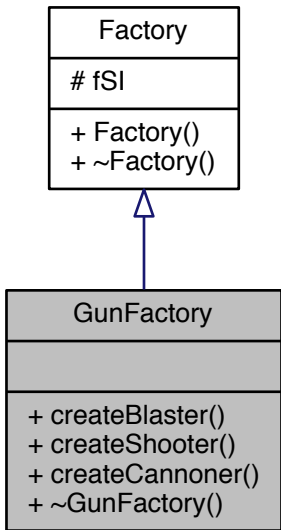 Factory
# fSI
+ Factory()
+ ~Factory()
GunFactory
+ createBlaster()
+ createShooter()
+ createCannoner()
+ ~GunFactory()